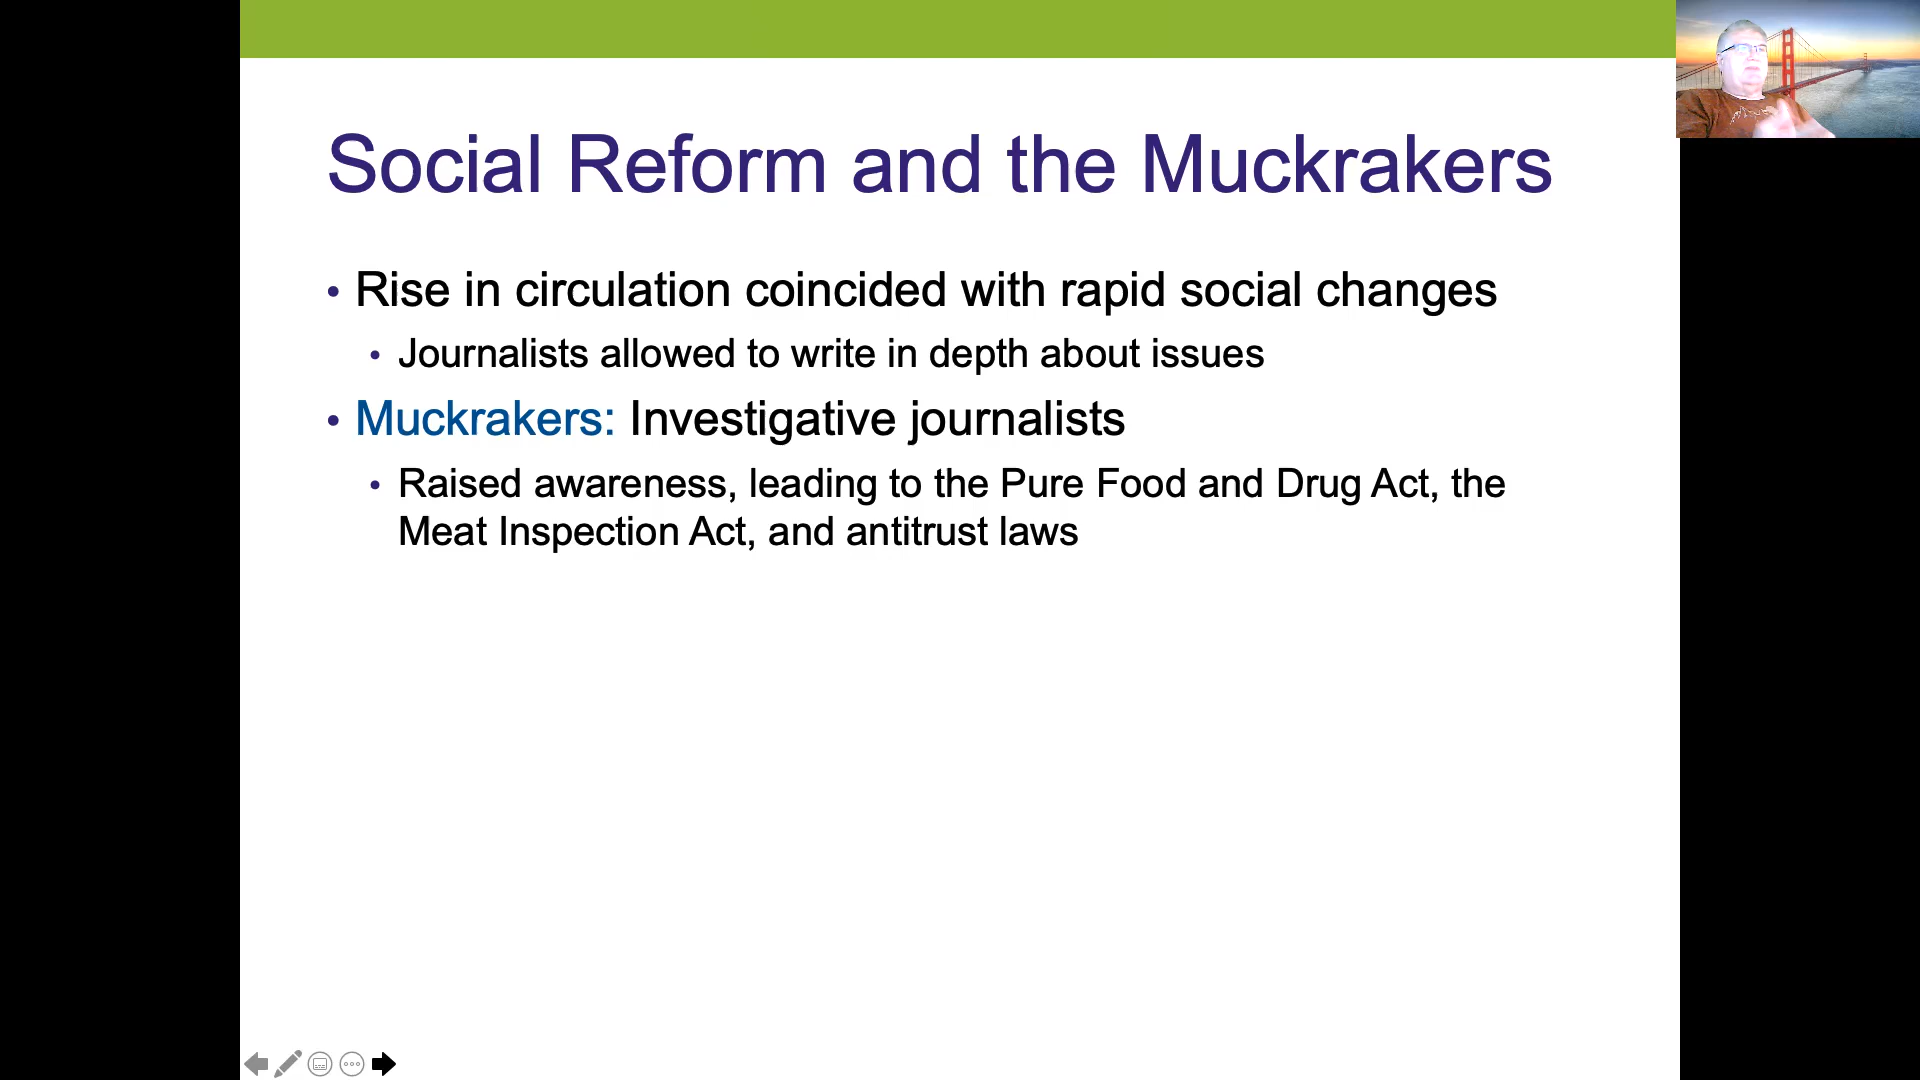 Social Reform and the Muckrakers
• Rise in circulation coincided with rapid social changes
• Journalists allowed to write in depth about issues
• Muckrakers: Investigative journalists
• Raised awareness, leading to the Pure Food and Drug Act, the
Meat Inspection Act, and antitrust laws